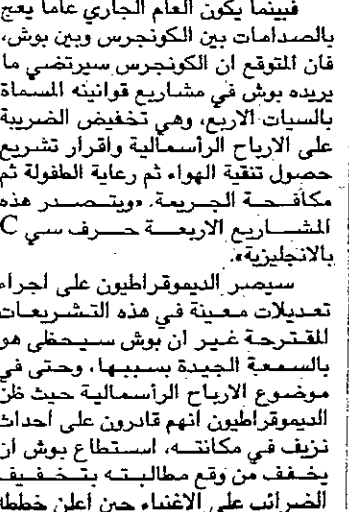 فبينما يكون العام الجاري عاما يعج
بالصدامات بين الكونجرس وبين بوش،
فان المتوقع ان الكونجرس سيرتضي ما
يريده بوش في مشاريع قوانينه المسماة
بالسيات الاربع، وهي تخفيض الضريبة
على الارباح الرأسمالية واقرار تشريع
حصول تنقية الهواء ثم رعاية الطفولة ثم
مكافحة الجريمة. «ويتصدر هذه
المشاريع الاربعة حرف سي C
بالانجليزية».
سيصر الديموقراطيون على اجراء
تعديلات معينة في هذه التشريعات
المقترحة غير ان بوش سيحظى هو
بالسمعة الجيدة بسببها، وحتى في
موضوع الارباح الرأسمالية حيث ظن
الديموقراطيون انهم قادرون على احداث
نزيف في مكانته، استطاع بوش ان
يخفف من وقع مطالبته بتخفيف
الضرائب على الاغنياء حين اعلن خططا